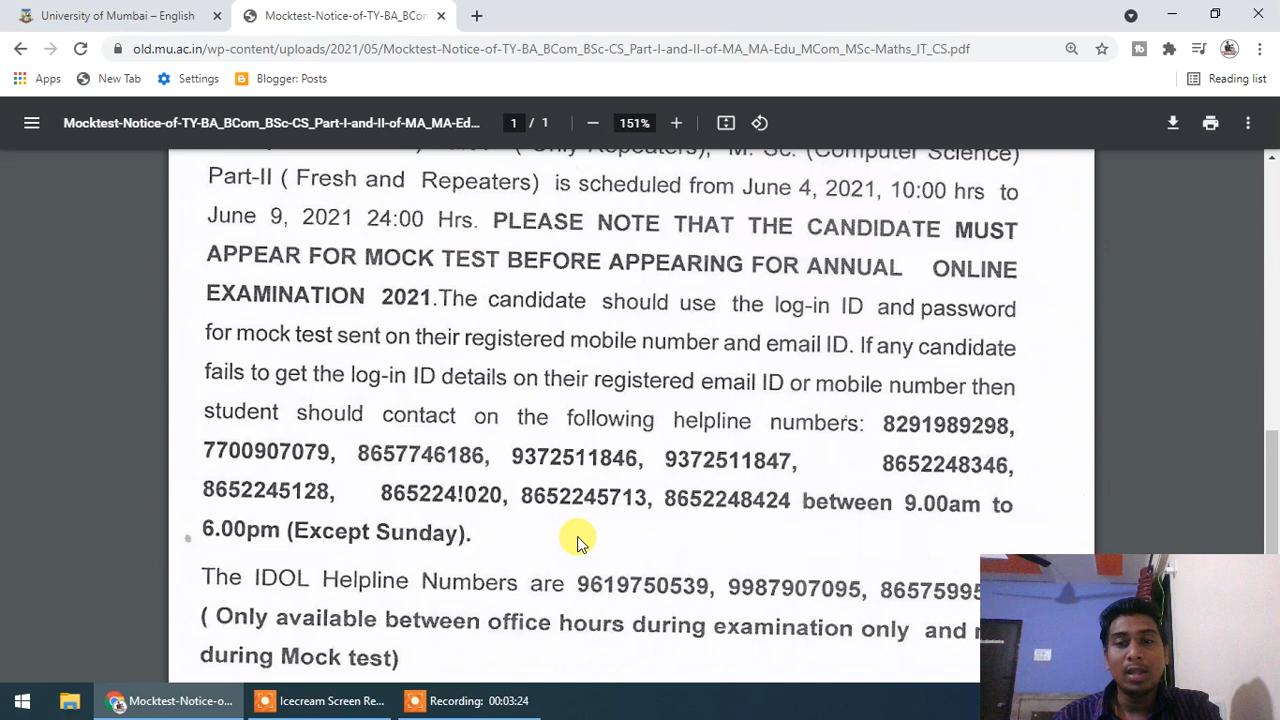 University of Mumbai – English
Mocktest-Notice-of-TY-BA_BCom
old.mu.ac.in/wp-content/uploads/2021/05/Mocktest-Notice-of-TY-BA_BCom_BSc-CS_Part-I-and-II-of-MA_MA-Edu_MCom_MSc-Maths_IT_CS.pdf
Apps New Tab Settings Blogger: Posts Reading list
Mocktest-Notice-of-TY-BA_BCom_BSc-CS_Part-I-and-II-of-MA_MA-Ed... 1 / 1 151%
( Only Repeaters), M. Sc. (Computer Science)
Part-II ( Fresh and Repeaters) is scheduled from June 4, 2021, 10:00 hrs to
June 9, 2021 24:00 Hrs. PLEASE NOTE THAT THE CANDIDATE MUST
APPEAR FOR MOCK TEST BEFORE APPEARING FOR ANNUAL ONLINE
EXAMINATION 2021.The candidate should use the log-in ID and password
for mock test sent on their registered mobile number and email ID. If any candidate
fails to get the log-in ID details on their registered email ID or mobile number then
student should contact on the following helpline numbers: 8291989298,
7700907079, 8657746186, 9372511846, 9372511847, 8652248346,
8652245128, 865224!020, 8652245713, 8652248424 between 9.00am to
6.00pm (Except Sunday).
The IDOL Helpline Numbers are 9619750539, 9987907095, 86575995
( Only available between office hours during examination only and
during Mock test)
Mocktest-Notice-o... Icecream Screen Re... Recording: 00:03:24